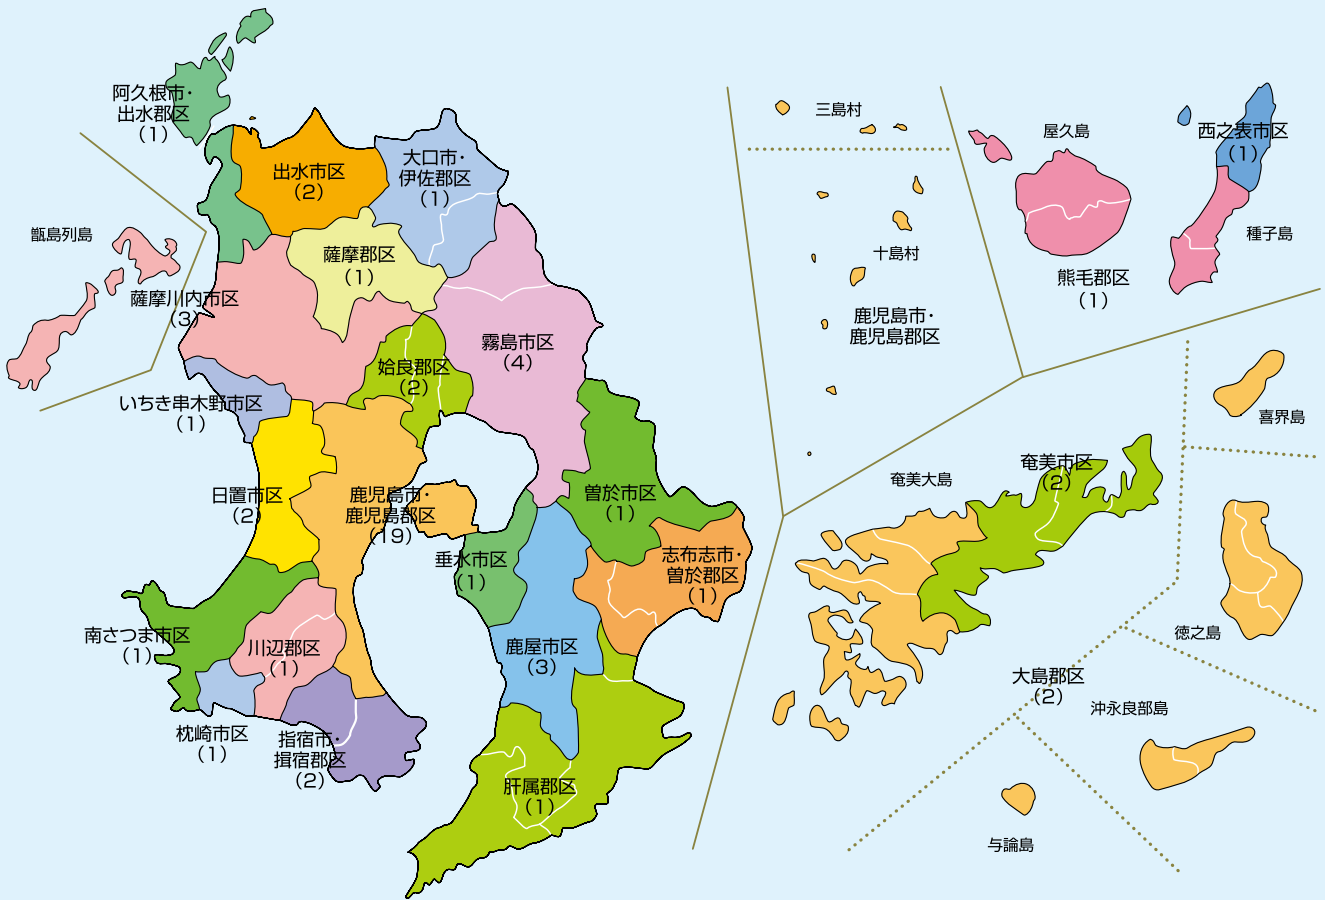 阿久根市・
出水郡区
(1)
出水市区
(2)
大口市・
伊佐郡区
(1)
甑島列島
薩摩川内市区
(3)
薩摩郡区
(1)
霧島市区
(4)
姶良郡区
(2)
いちき串木野市区
(1)
日置市区
(2)
鹿児島市・
鹿児島郡区
(19)
曽於市区
(1)
垂水市区
(1)
志布志市・
曽於郡区
(1)
南さつま市区
(1)
川辺郡区
(1)
鹿屋市区
(3)
枕崎市区
(1)
指宿市・
揖宿郡区
(2)
肝属郡区
(1)
三島村
十島村
鹿児島市・
鹿児島郡区
屋久島
西之表市区
(1)
種子島
熊毛郡区
(1)
奄美大島
奄美市区
(2)
喜界島
徳之島
大島郡区
(2)
沖永良部島
与論島